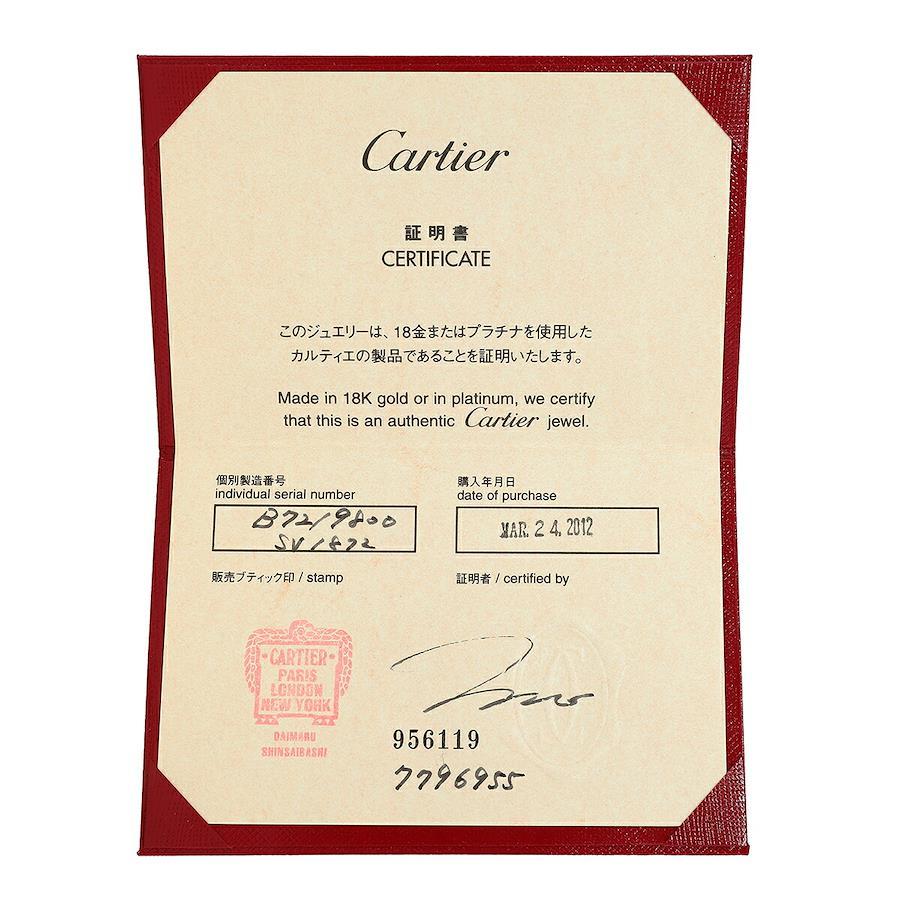 Cartier
証明書
CERTIFICATE
このジュエリーは、18金またはプラチナを使用した
カルティエの製品であることを証明いたします。
Made in 18K gold or in platinum, we certify
that this is an authentic Cartier jewel.
個別製造番号
individual serial number
B7219800
SV1872
購入年月日
date of purchase
MAR. 24. 2012
販売ブティック印 / stamp
証明者 / certified by
CARTIER
PARIS
LONDON
NEW YORK
DAIMARU
SHINSAIBASHI
956119
7796955